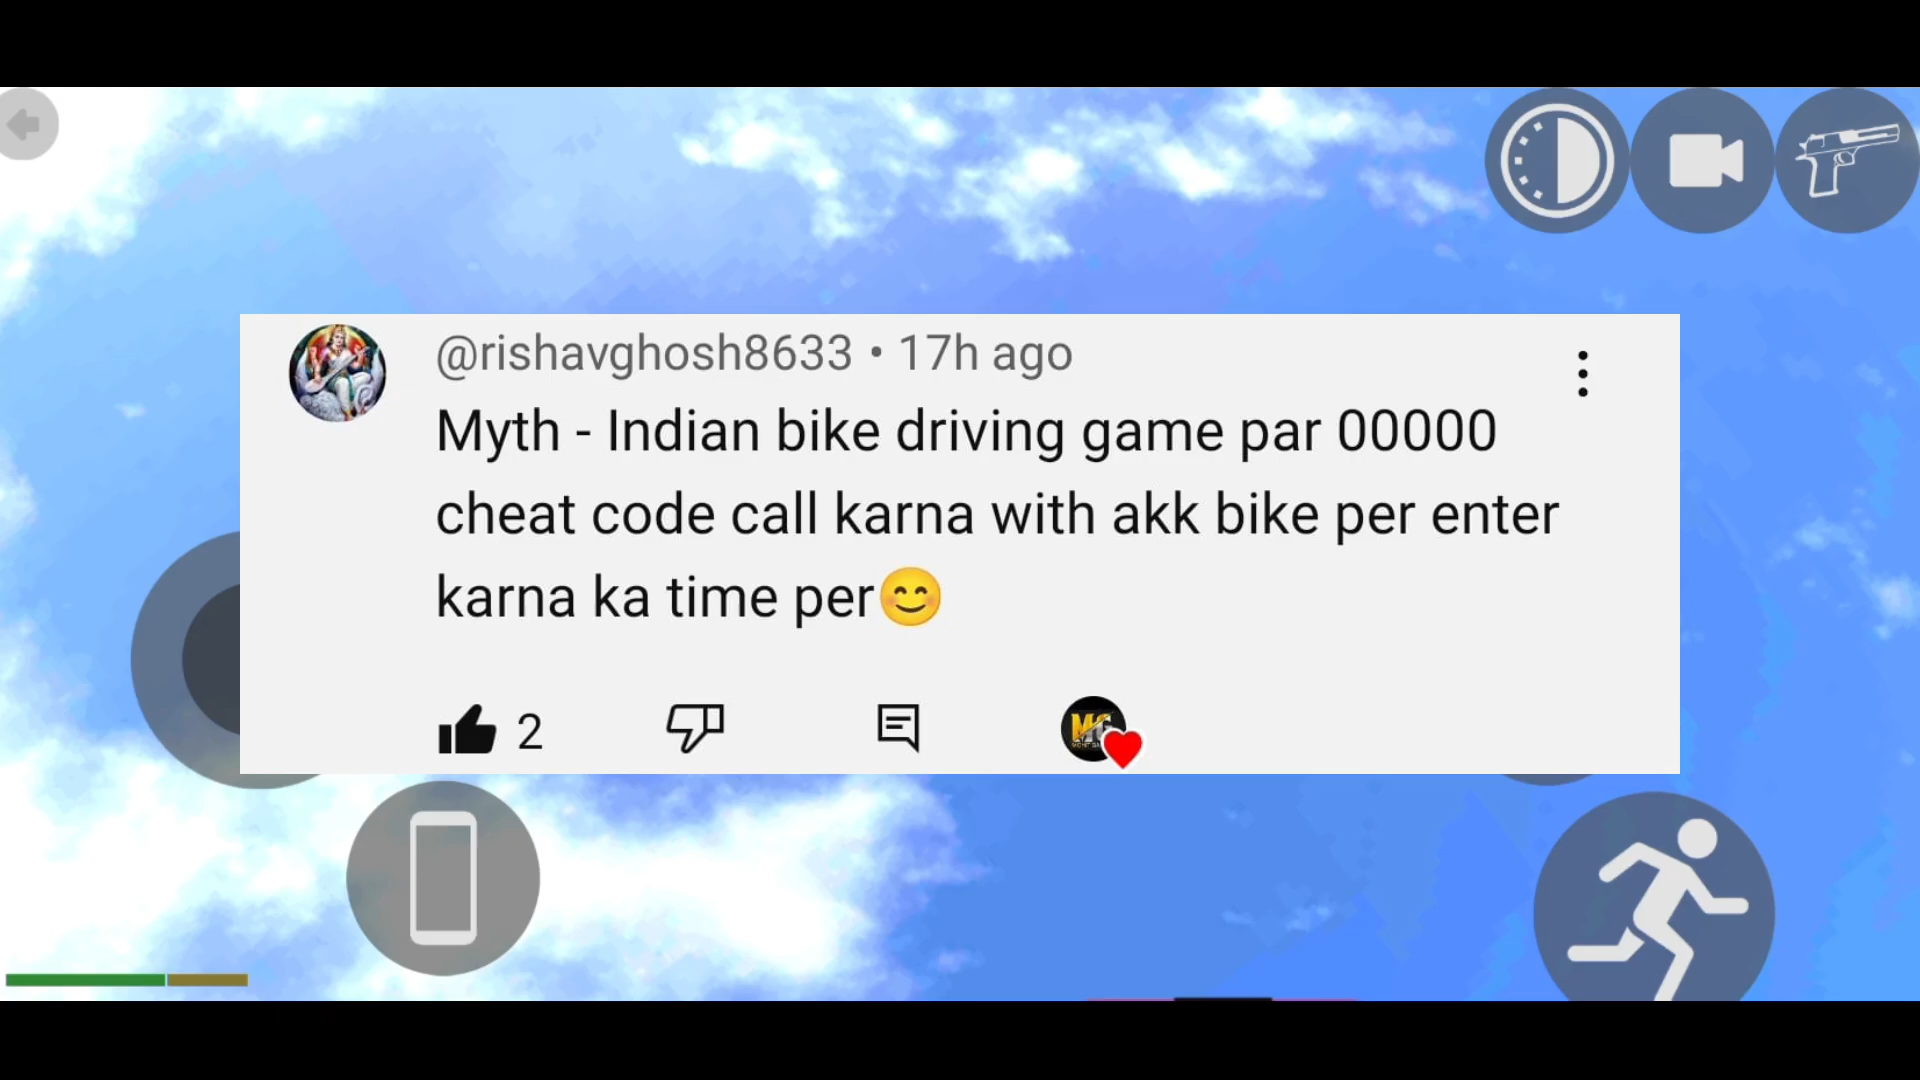 @rishavghosh8633 • 17h ago
Myth - Indian bike driving game par 00000
cheat code call karna with akk bike per enter
karna ka time per😊
2
MG